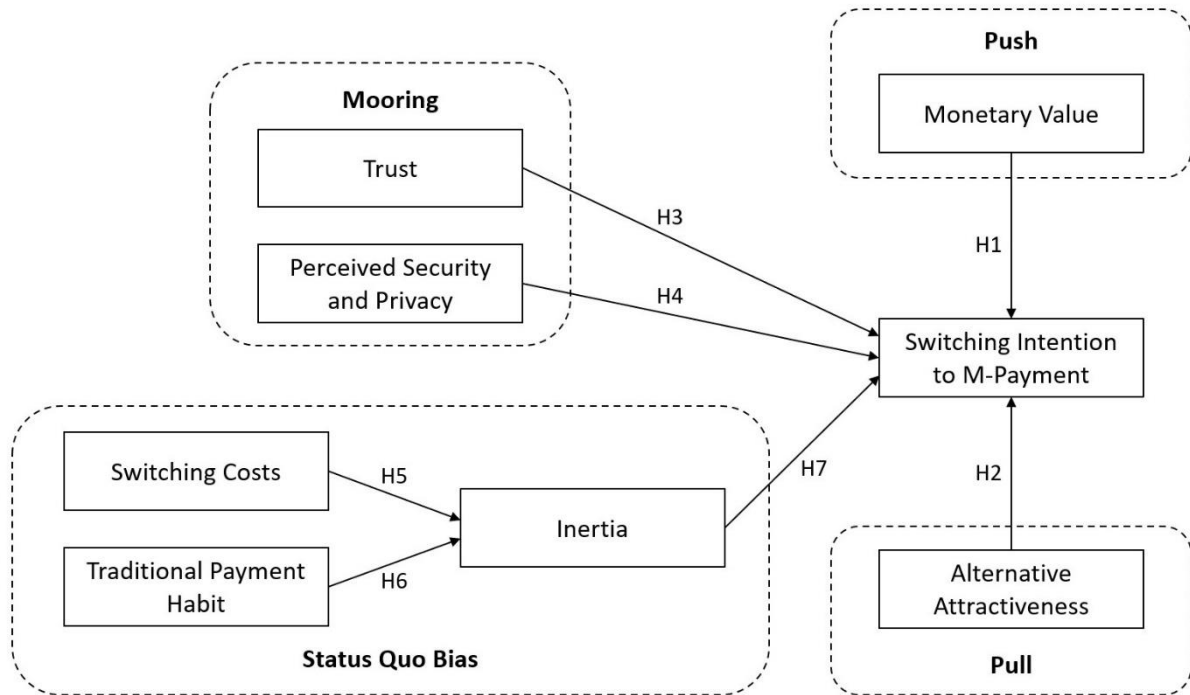 Push
Monetary Value
Mooring
Trust
Perceived Security
and Privacy
H3
H4
H1
Switching Intention
to M-Payment
Switching Costs
Traditional Payment
Habit
H5
H6
Inertia
H7
H2
Alternative
Attractiveness
Status Quo Bias
Pull